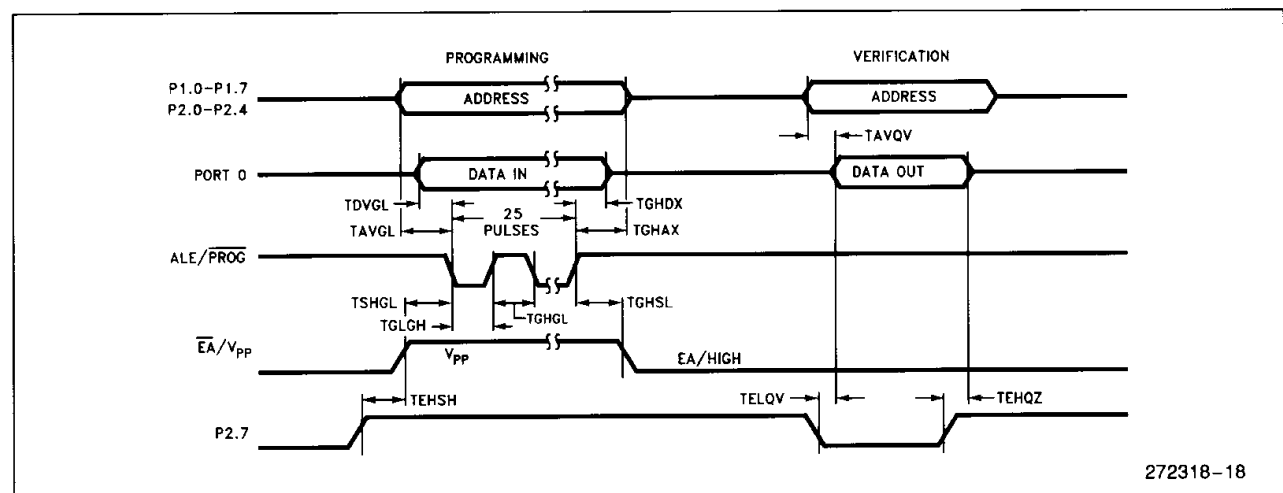 PROGRAMMING
VERIFICATION
P1.0–P1.7
P2.0–P2.4
ADDRESS
ADDRESS
TAVQV
PORT 0
DATA IN
DATA OUT
TDVGL
25
PULSES
TGHDX
TAVGL
TGHAX
ALE/PROG
TSHGL
TGHGL
TGHSL
TGLGH
EA/VPP
VPP
EA/HIGH
TEHSH
TELQV
TEHQZ
P2.7
272318–18